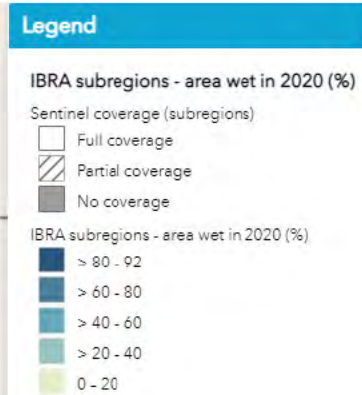 Legend
IBRA subregions - area wet in 2020 (%)
Sentinel coverage (subregions)
Full coverage
Partial coverage
No coverage
IBRA subregions - area wet in 2020 (%)
> 80 - 92
> 60 - 80
> 40 - 60
> 20 - 40
0 - 20